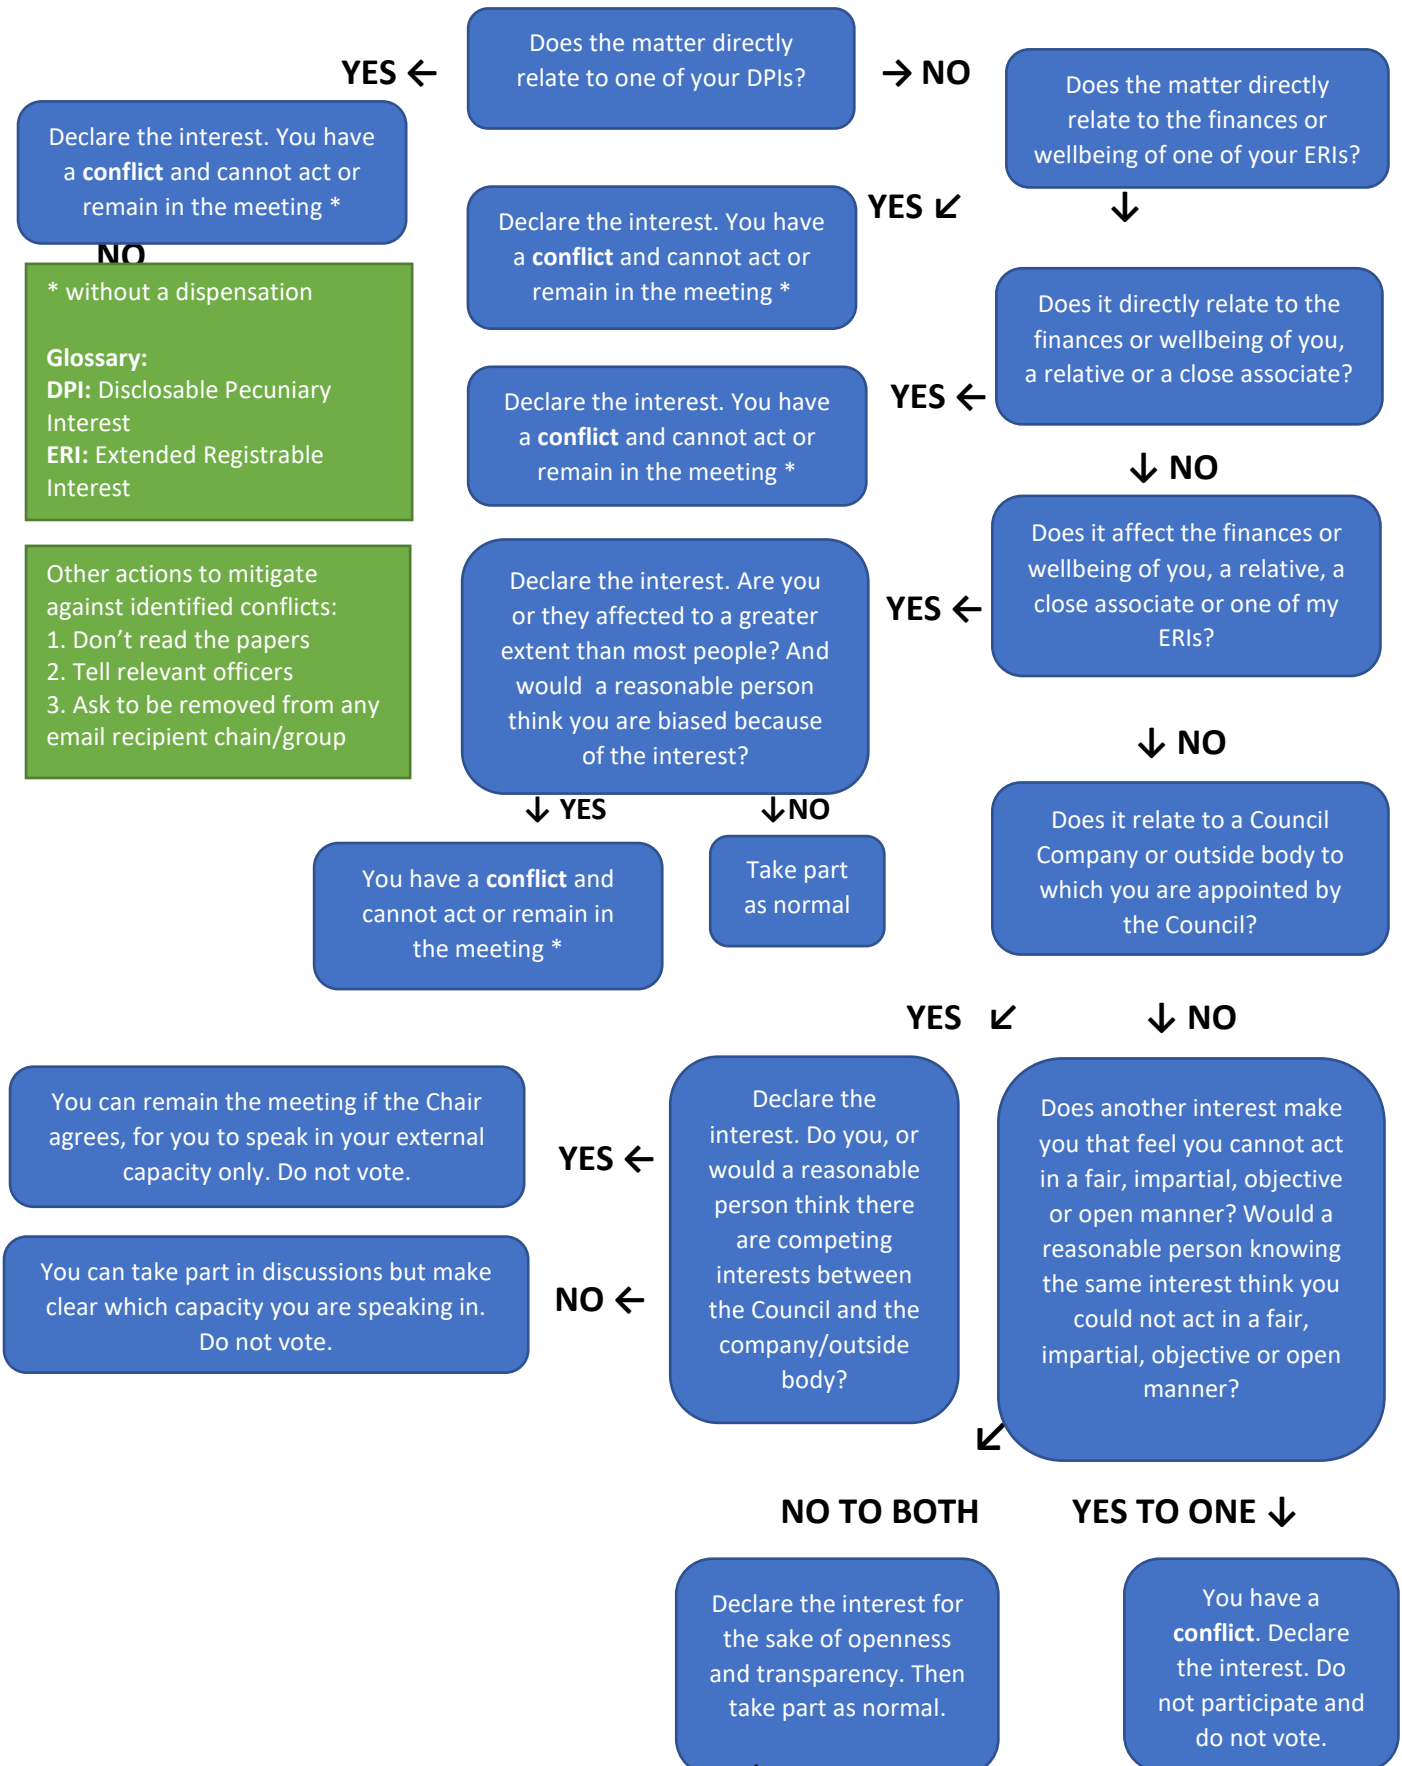 Does the matter directly
relate to one of your DPIs?
YES ←
→ NO
Does the matter directly
relate to the finances or
wellbeing of one of your ERIs?
Declare the interest. You have
a conflict and cannot act or
remain in the meeting *
NO
YES ↙
↓
Declare the interest. You have
a conflict and cannot act or
remain in the meeting *
* without a dispensation
Glossary:
DPI: Disclosable Pecuniary
Interest
ERI: Extended Registrable
Interest
Does it directly relate to the
finances or wellbeing of you,
a relative or a close associate?
YES ←
Declare the interest. You have
a conflict and cannot act or
remain in the meeting *
↓ NO
Does it affect the finances or
wellbeing of you, a relative, a
close associate or one of my
ERIs?
YES ←
Declare the interest. Are you
or they affected to a greater
extent than most people? And
would  a reasonable person
think you are biased because
of the interest?
Other actions to mitigate
against identified conflicts:
1. Don’t read the papers
2. Tell relevant officers
3. Ask to be removed from any
email recipient chain/group
↓ NO
↓ YES
↓NO
You have a conflict and
cannot act or remain in
the meeting *
Take part
as normal
Does it relate to a Council
Company or outside body to
which you are appointed by
the Council?
YES ↙
↓ NO
Declare the
interest. Do you, or
would a reasonable
person think there
are competing
interests between
the Council and the
company/outside
body?
Does another interest make
you that feel you cannot act
in a fair, impartial, objective
or open manner? Would a
reasonable person knowing
the same interest think you
could not act in a fair,
impartial, objective or open
manner?
YES ←
You can remain the meeting if the Chair
agrees, for you to speak in your external
capacity only. Do not vote.
NO ←
You can take part in discussions but make
clear which capacity you are speaking in.
Do not vote.
↙
NO TO BOTH
YES TO ONE ↓
Declare the interest for
the sake of openness
and transparency. Then
take part as normal.
You have a
conflict. Declare
the interest. Do
not participate and
do not vote.